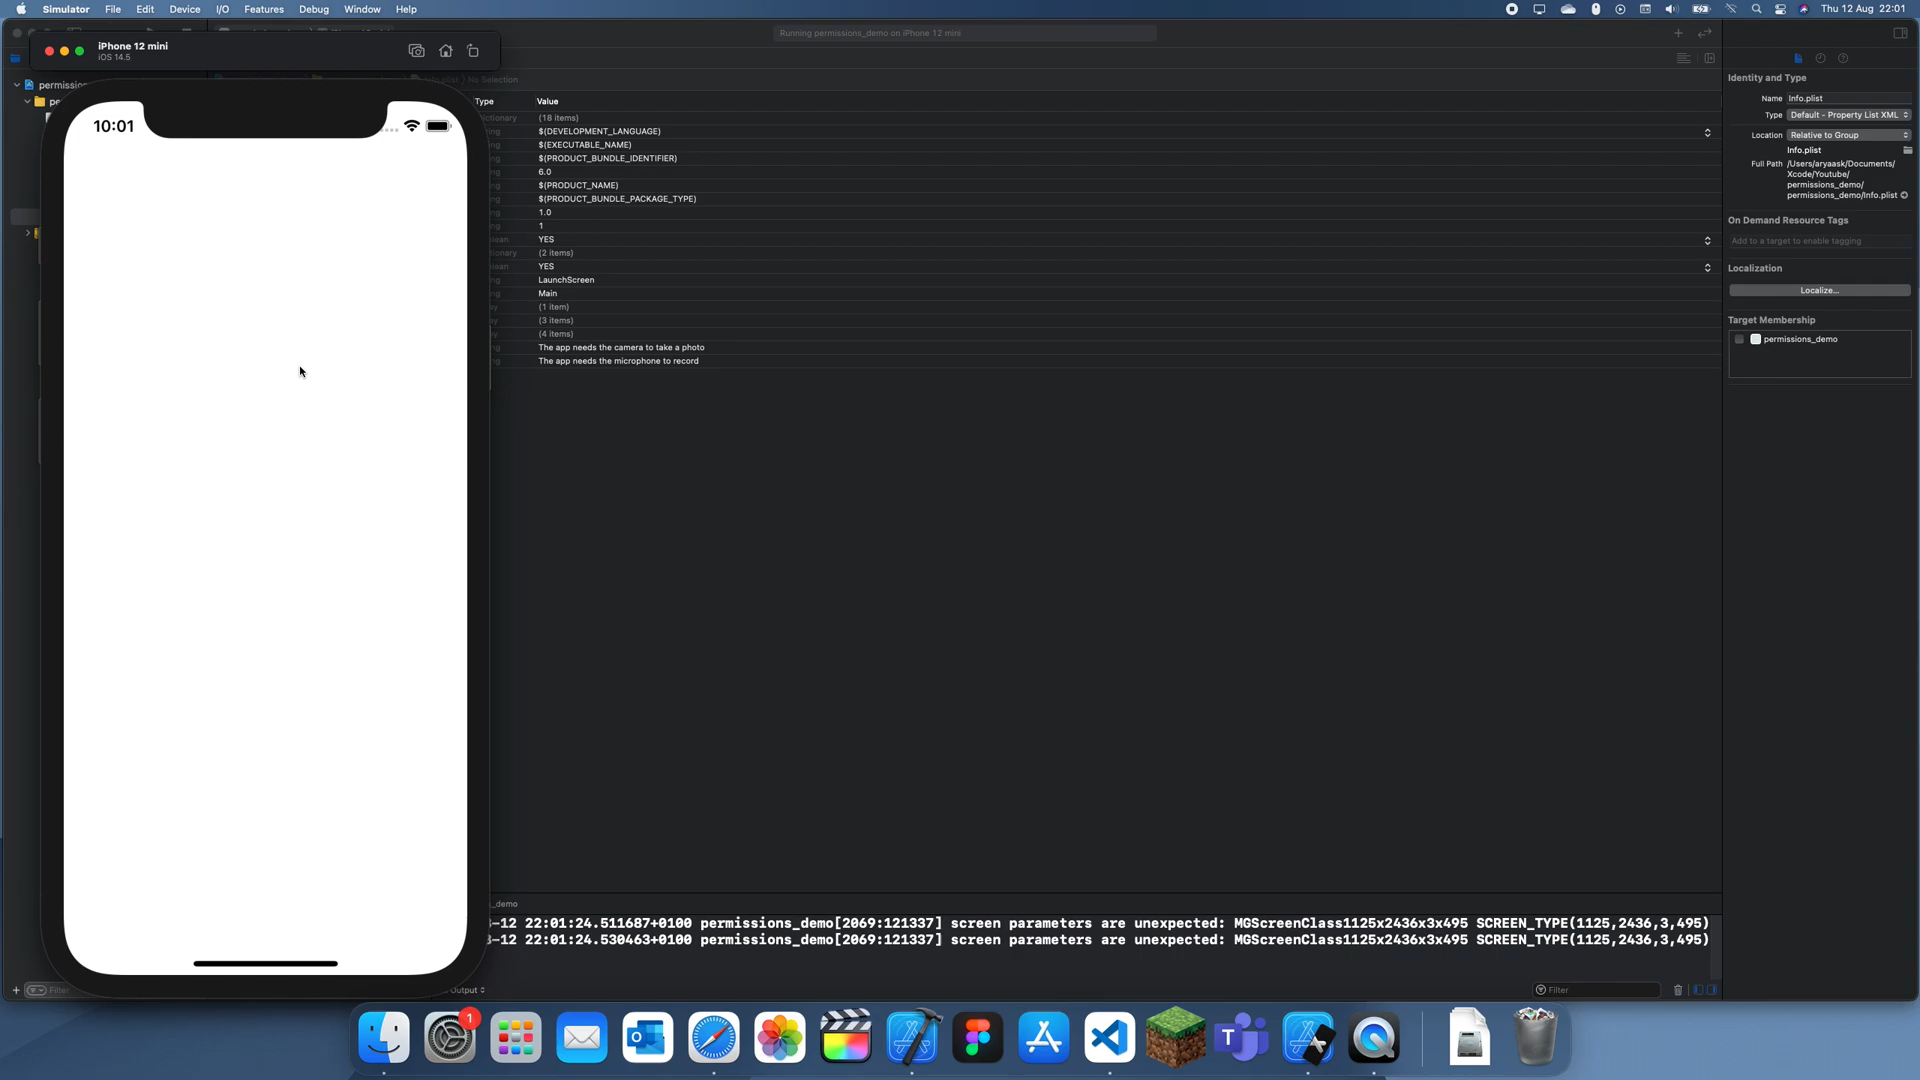 Simulator File Edit Device I/O Features Debug Window Help
Thu 12 Aug 22:01
Running permissions_demo on iPhone 12 mini
iPhone 12 mini
iOS 14.5
No Selection
10:01
Type Value
(18 items)
$(DEVELOPMENT_LANGUAGE)
$(EXECUTABLE_NAME)
$(PRODUCT_BUNDLE_IDENTIFIER)
6.0
$(PRODUCT_NAME)
$(PRODUCT_BUNDLE_PACKAGE_TYPE)
1.0
1
YES
(2 items)
YES
LaunchScreen
Main
(1 item)
(3 items)
(4 items)
The app needs the camera to take a photo
The app needs the microphone to record
Identity and Type
Name Info.plist
Type Default - Property List XML
Location Relative to Group
Info.plist
Full Path /Users/aryaask/Documents/
Xcode/Youtube/
permissions_demo/
permissions_demo/Info.plist
On Demand Resource Tags
Add to a target to enable tagging
Localization
Localize...
Target Membership
permissions_demo
_demo
-12 22:01:24.511687+0100 permissions_demo[2069:121337] screen parameters are unexpected: MGScreenClass1125x2436x3x495 SCREEN_TYPE(1125,2436,3,495)
-12 22:01:24.530463+0100 permissions_demo[2069:121337] screen parameters are unexpected: MGScreenClass1125x2436x3x495 SCREEN_TYPE(1125,2436,3,495)
Filter
Output
Filter
1